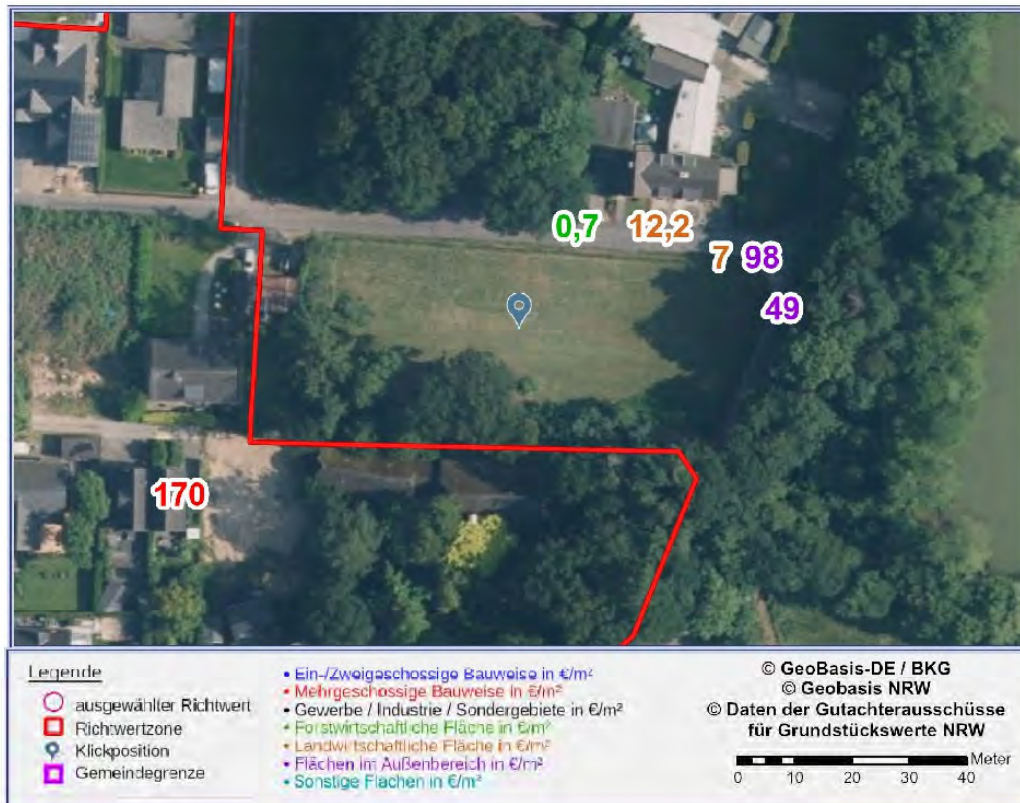 0,7 12,2
7 98
49
170
Legende
ausgewählter Richtwert
Richtwertzone
Klickposition
Gemeindegrenze
• Ein-/Zweigeschossige Bauweise in €/m²
• Mehrgeschossige Bauweise in €/m²
• Gewerbe / Industrie / Sondergebiete in €/m²
• Forstwirtschaftliche Fläche in €/m²
• Landwirtschaftliche Fläche in €/m²
• Flächen im Außenbereich in €/m²
• Sonstige Flächen in €/m²
© GeoBasis-DE / BKG
© Geobasis NRW
© Daten der Gutachterausschüsse
für Grundstückswerte NRW
Meter
0 10 20 30 40